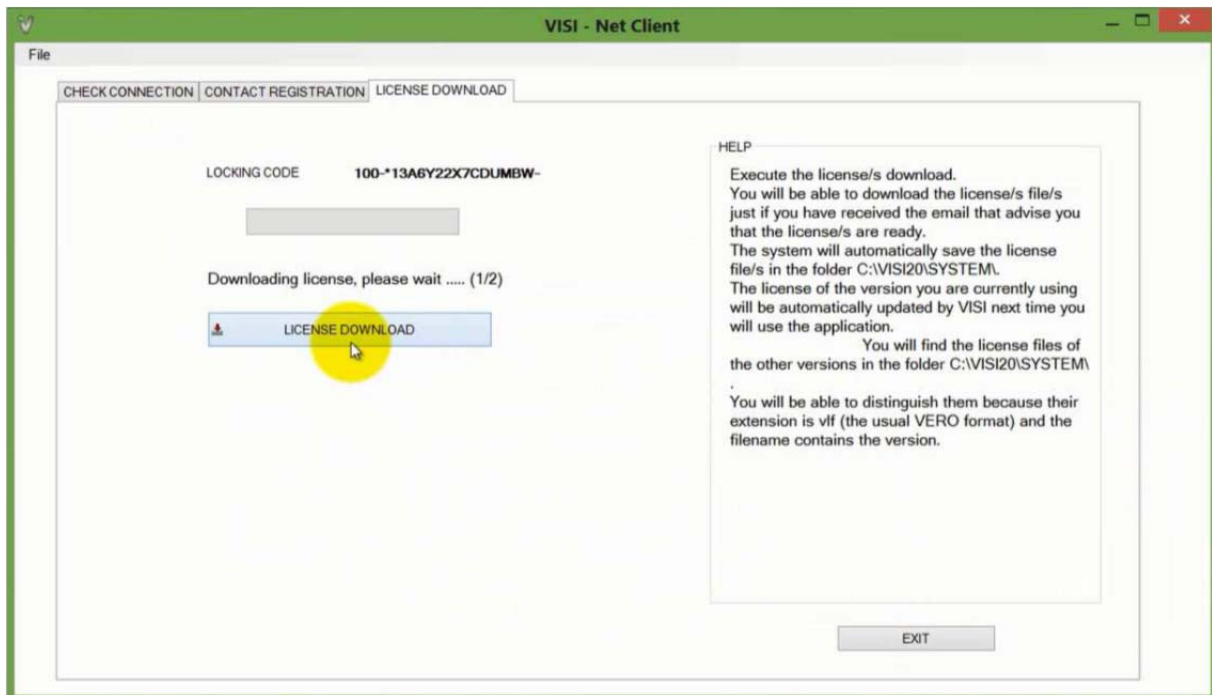 VISI - Net Client
File
CHECK CONNECTION
CONTACT REGISTRATION
LICENSE DOWNLOAD
LOCKING CODE 100-*13A6Y22X7CDUMBW-
Downloading license, please wait ..... (1/2)
LICENSE DOWNLOAD
HELP
Execute the license/s download.
You will be able to download the license/s file/s
just if you have received the email that advise you
that the license/s are ready.
The system will automatically save the license
file/s in the folder C:\VISI20\SYSTEM\.
The license of the version you are currently using
will be automatically updated by VISI next time you
will use the application.
You will find the license files of
the other versions in the folder C:\VISI20\SYSTEM\
.
You will be able to distinguish them because their
extension is vlf (the usual VERO format) and the
filename contains the version.
EXIT